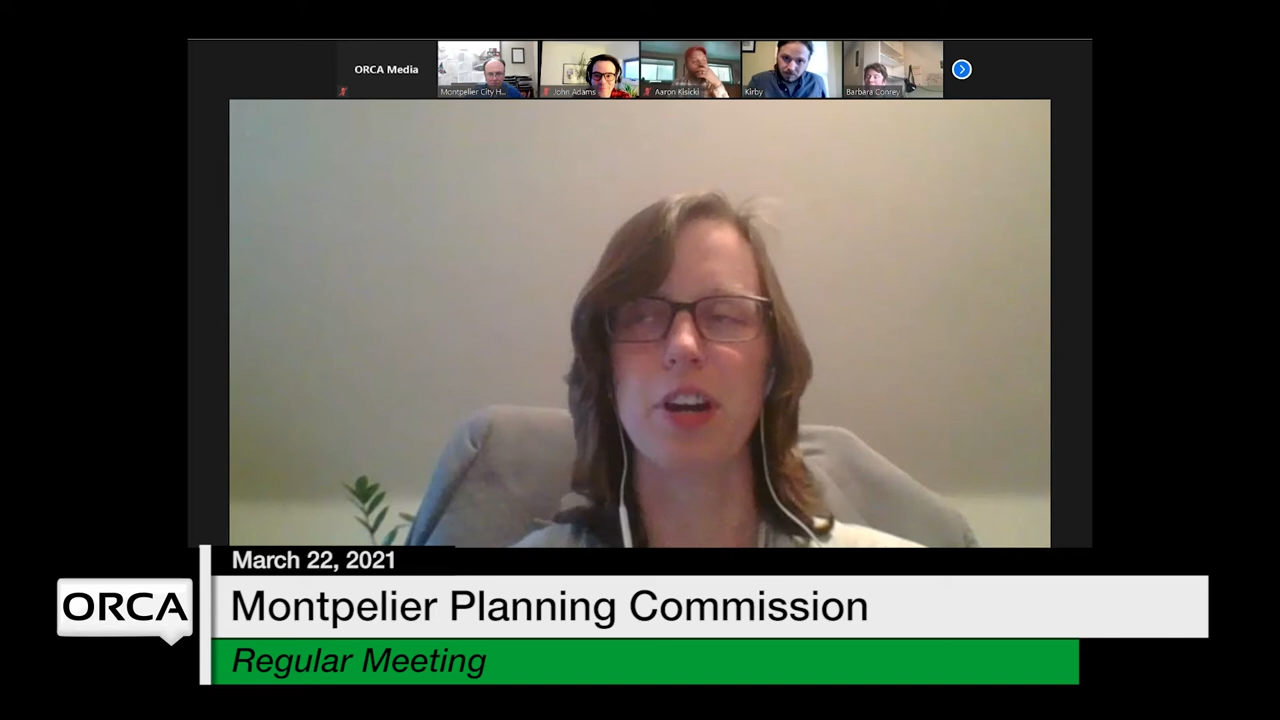 ORCA Media
Montpelier City H...
John Adams
Aaron Kisicki
Kirby
Barbara Conrey
March 22, 2021
ORCA
Montpelier Planning Commission
Regular Meeting